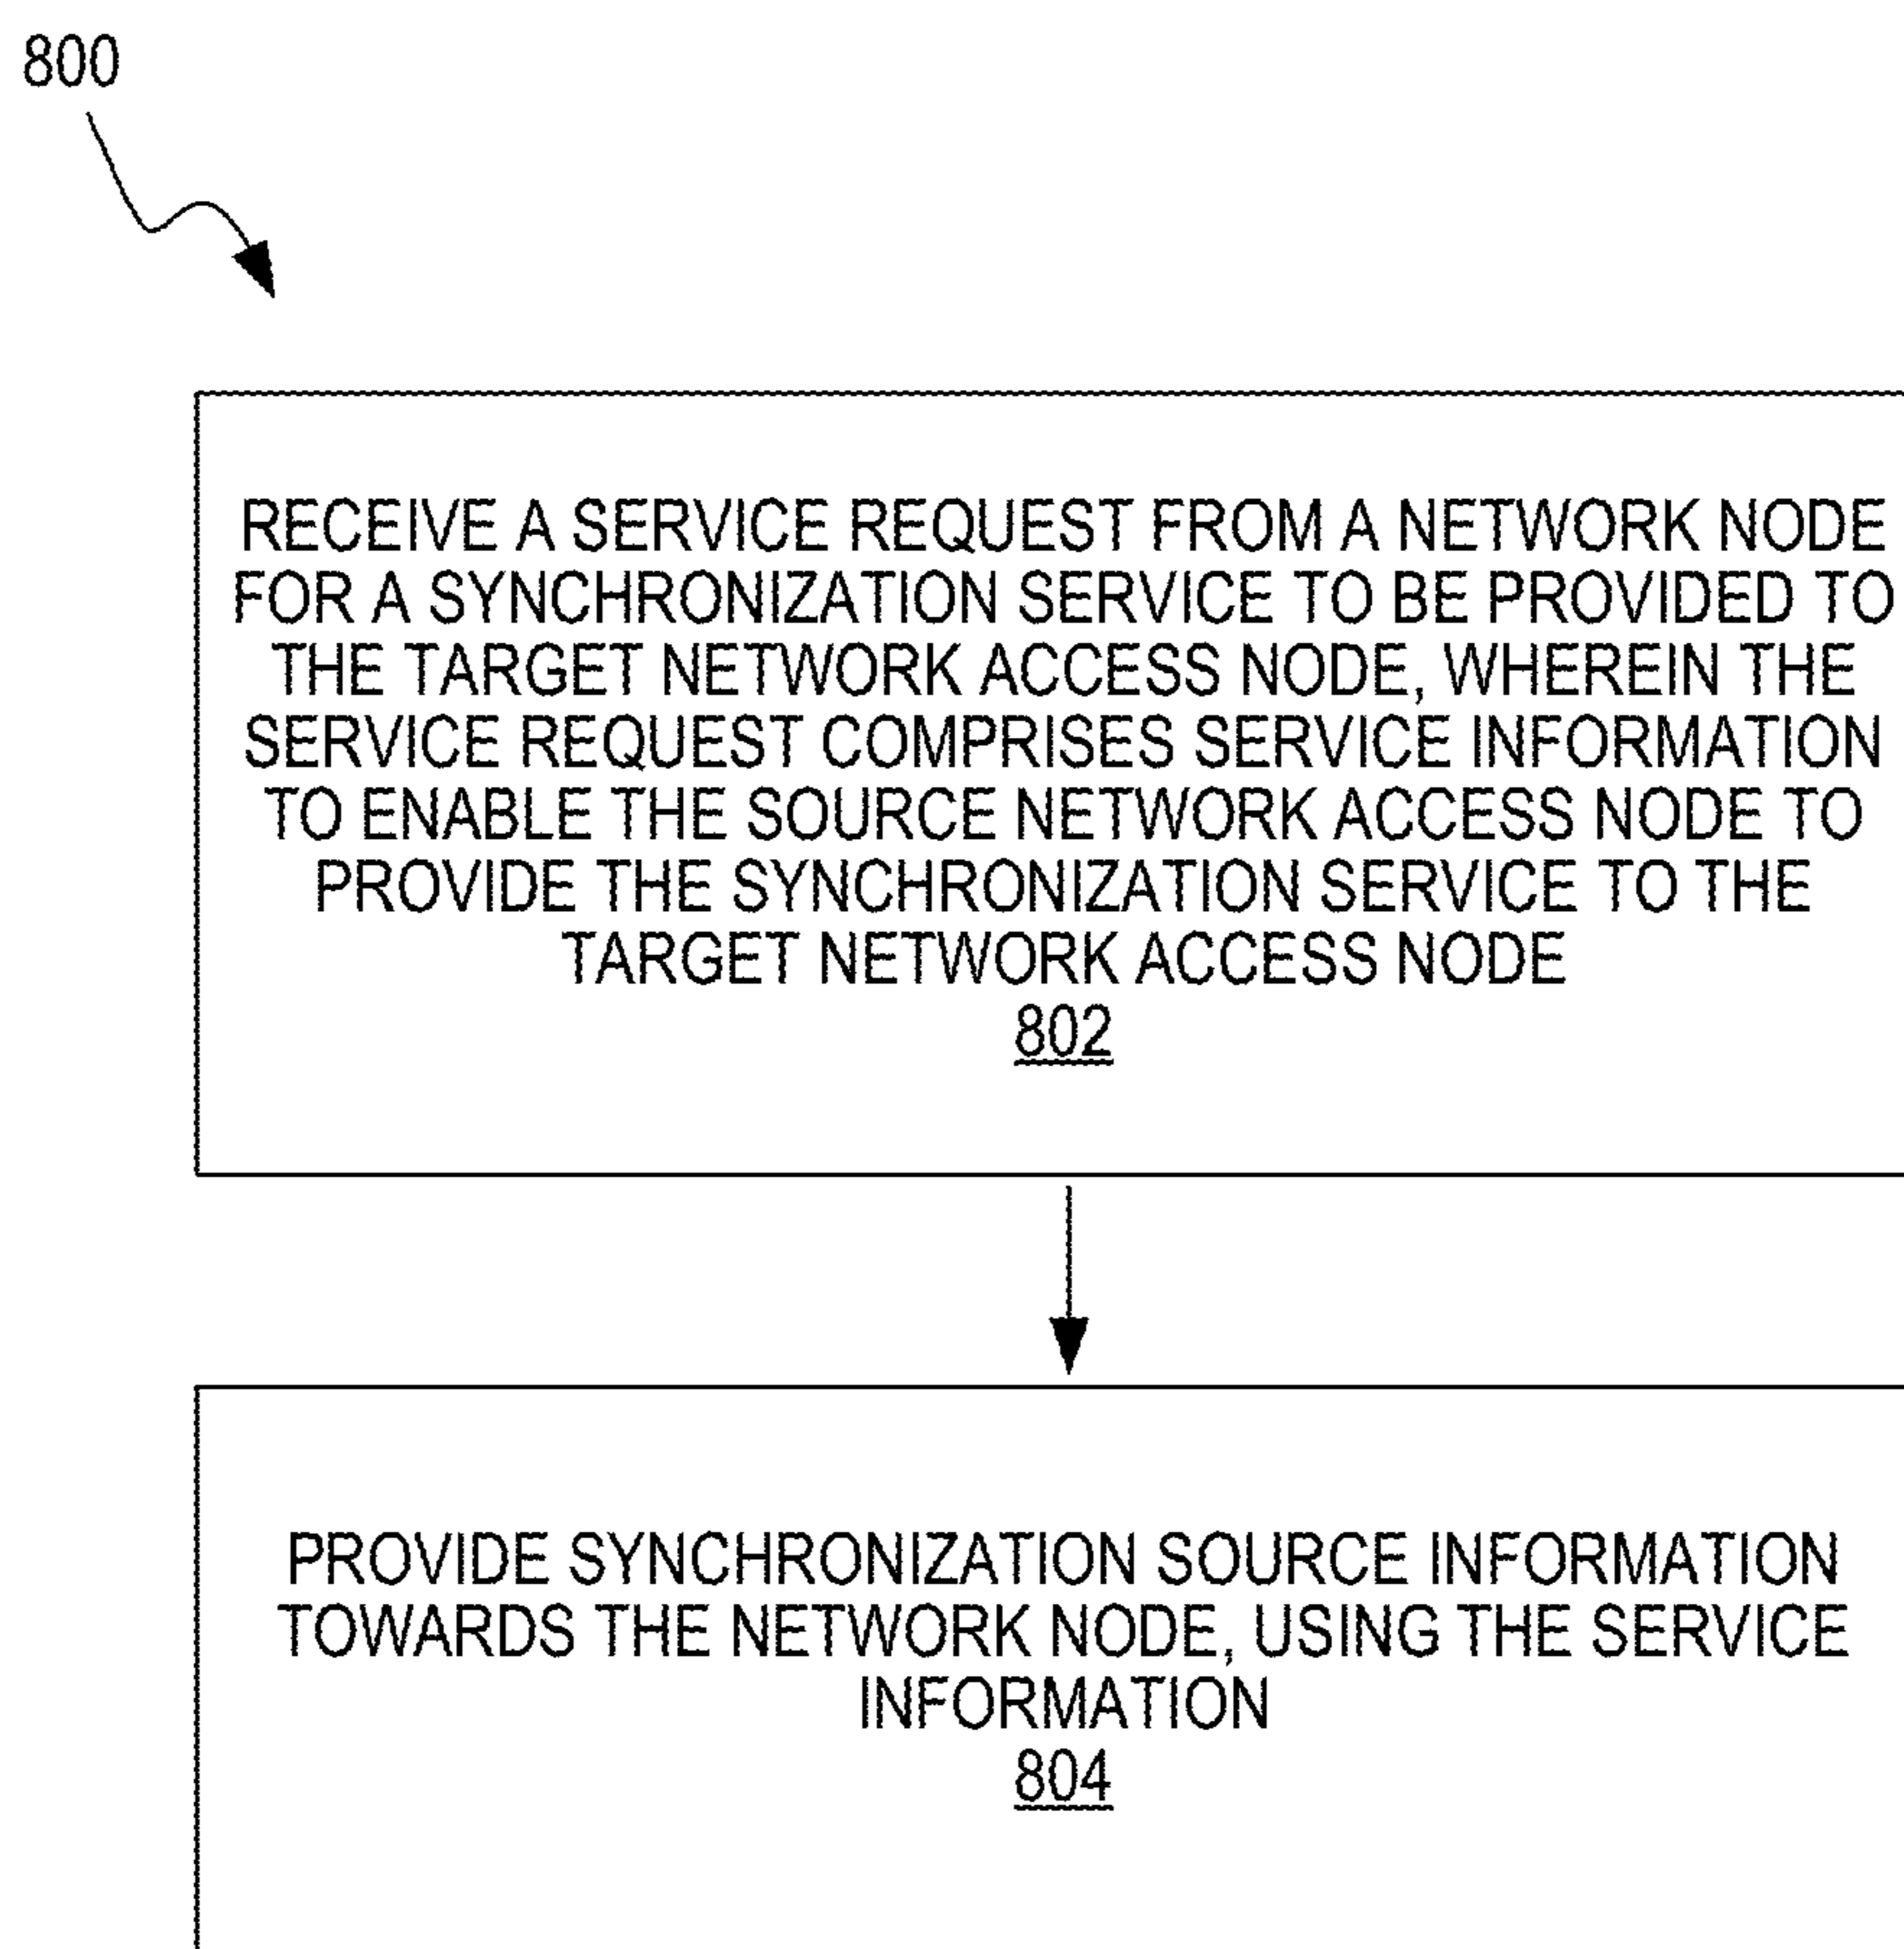 800
RECEIVE A SERVICE REQUEST FROM A NETWORK NODE
FOR A SYNCHRONIZATION SERVICE TO BE PROVIDED TO
THE TARGET NETWORK ACCESS NODE, WHEREIN THE
SERVICE REQUEST COMPRISES SERVICE INFORMATION
TO ENABLE THE SOURCE NETWORK ACCESS NODE TO
PROVIDE THE SYNCHRONIZATION SERVICE TO THE
TARGET NETWORK ACCESS NODE
802
PROVIDE SYNCHRONIZATION SOURCE INFORMATION
TOWARDS THE NETWORK NODE, USING THE SERVICE
INFORMATION
804